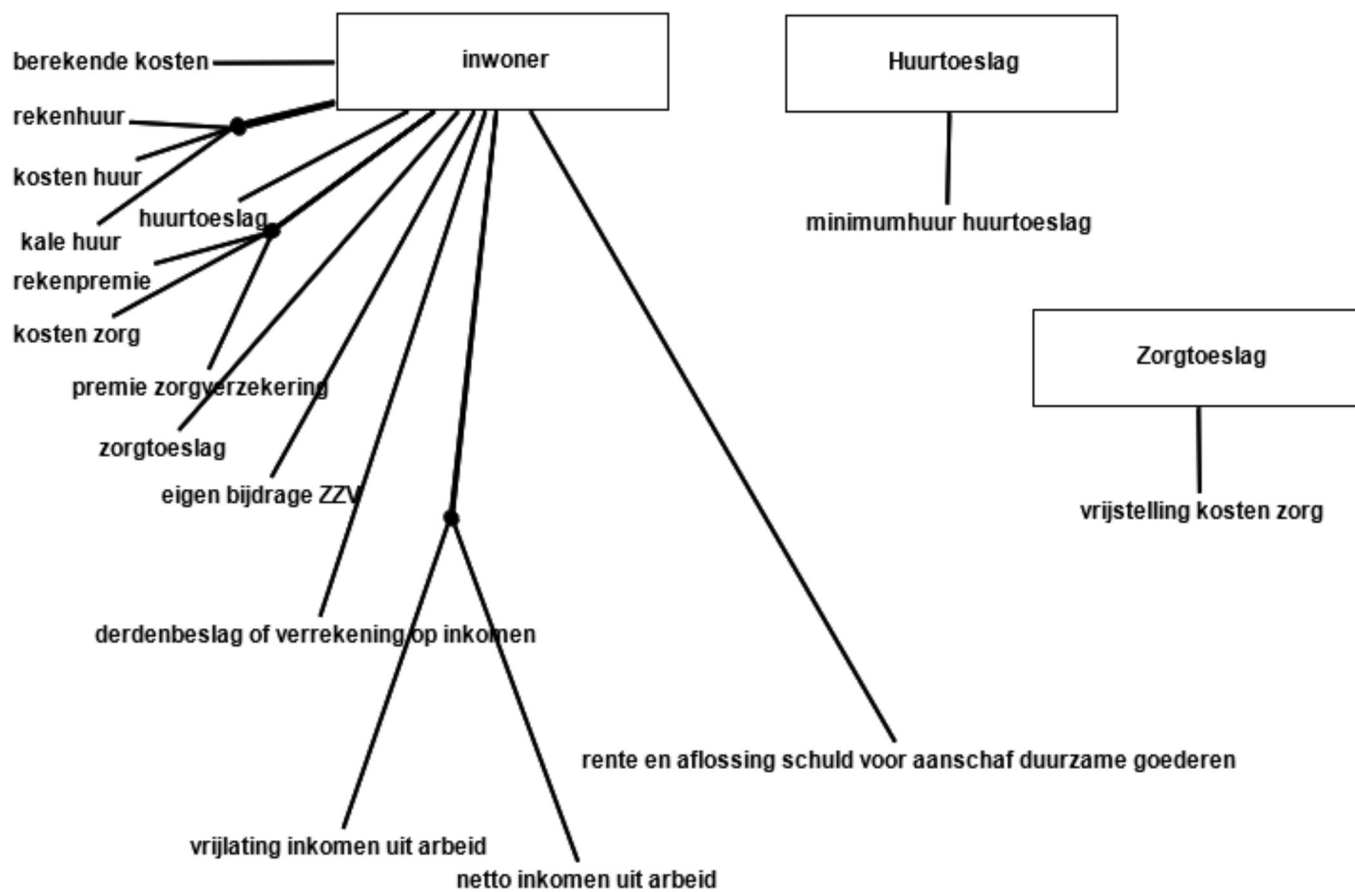 inwoner
Huurtoeslag
berekende kosten
rekenhuur
kosten huur
huurtoeslag
minimumhuur huurtoeslag
kale huur
rekenpremie
kosten zorg
Zorgtoeslag
premie zorgverzekering
zorgtoeslag
eigen bijdrage ZZV
vrijstelling kosten zorg
derdenbeslag of verrekening op inkomen
rente en aflossing schuld voor aanschaf duurzame goederen
vrijlating inkomen uit arbeid
netto inkomen uit arbeid